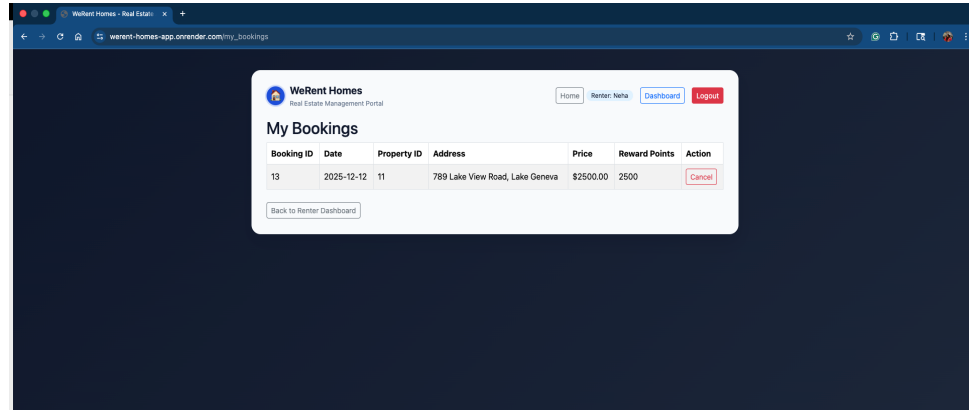 WeRent Homes - Real Estate
werent-homes-app.onrender.com/my_bookings
WeRent Homes
Real Estate Management Portal
Home Renter: Neha Dashboard Logout
My Bookings
Booking ID Date Property ID Address Price Reward Points Action
13 2025-12-12 11 789 Lake View Road, Lake Geneva $2500.00 2500 Cancel
Back to Renter Dashboard